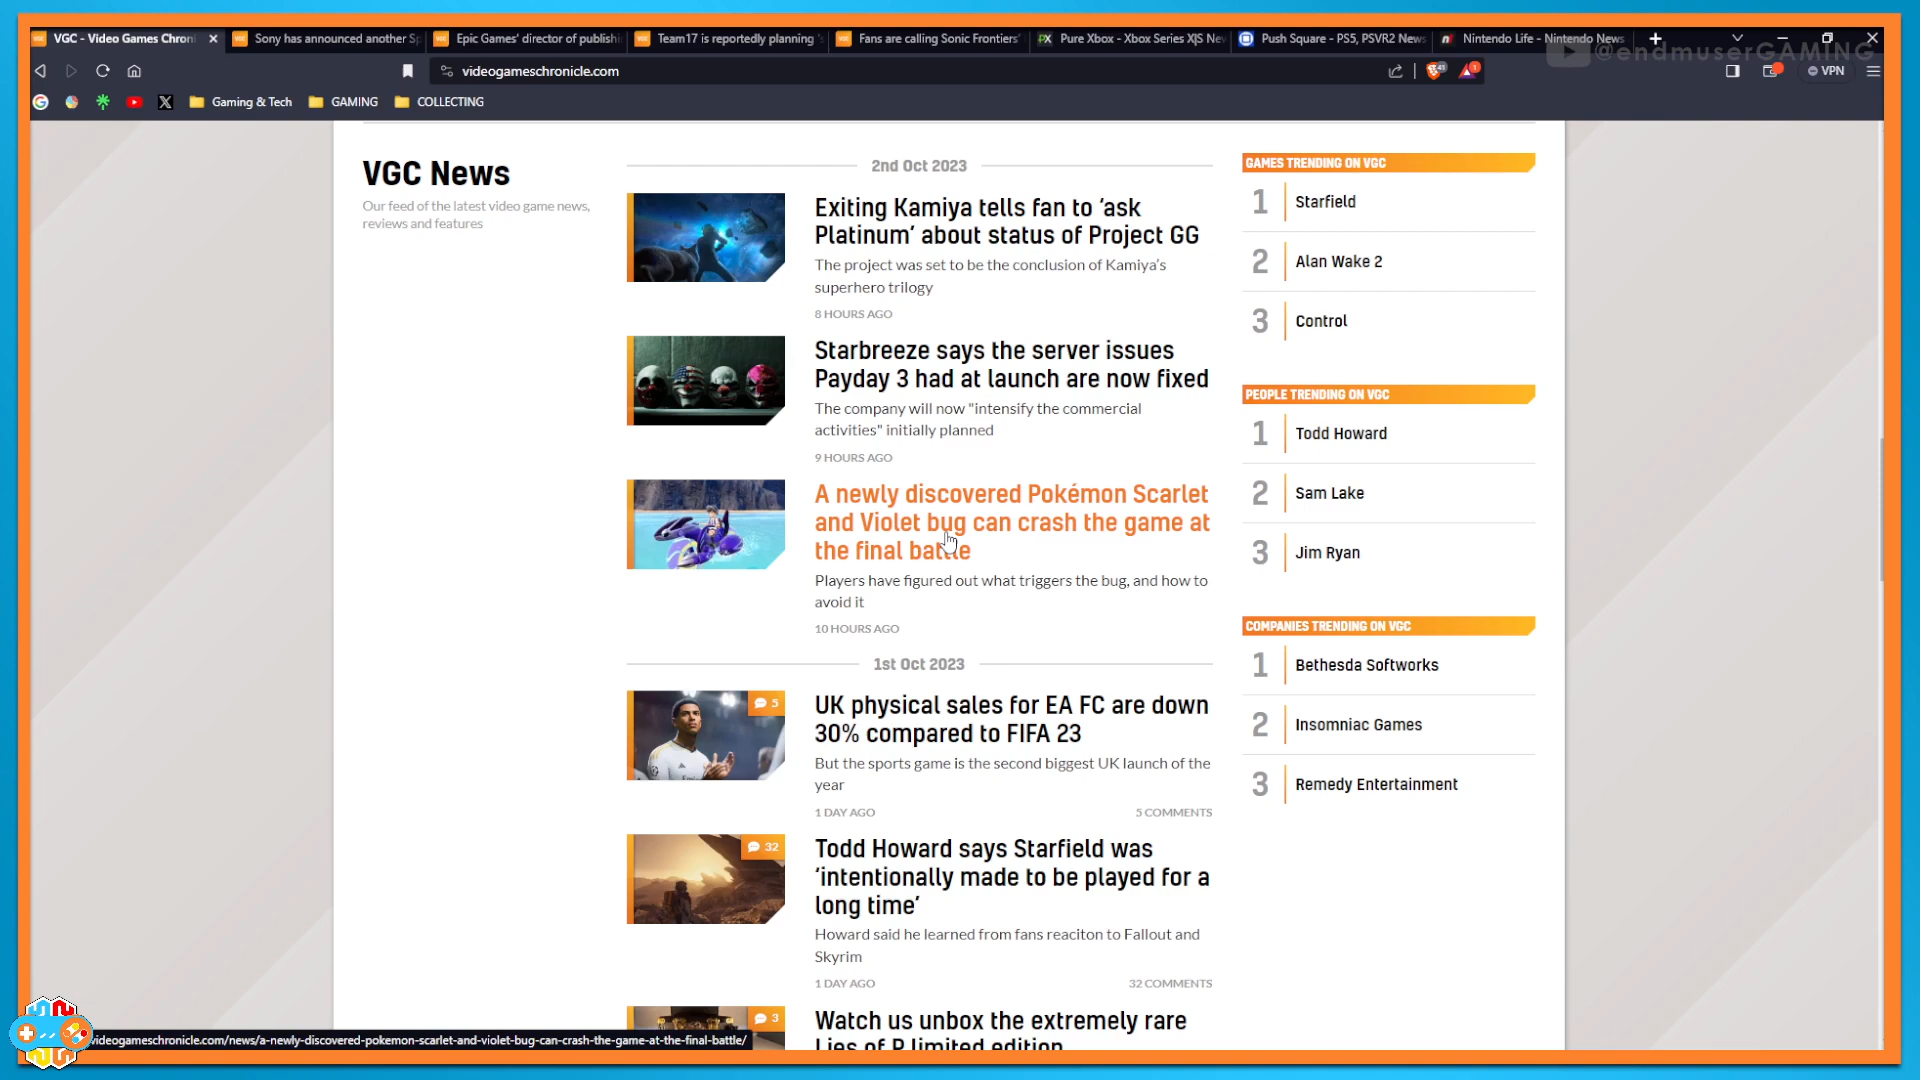 VGC - Video Games Chroni
Sony has announced another Sp
Epic Games' director of publishi
Team17 is reportedly planning 's
Fans are calling Sonic Frontiers'
Pure Xbox - Xbox Series X|S Nev
Push Square - PS5, PSVR2 News
Nintendo Life - Nintendo News
@endmuserGAMING
videogameschronicle.com
41
1
VPN
Gaming & Tech
GAMING
COLLECTING
VGC News
Our feed of the latest video game news,
reviews and features
2nd Oct 2023
Exiting Kamiya tells fan to ‘ask
Platinum’ about status of Project GG
The project was set to be the conclusion of Kamiya’s
superhero trilogy
8 HOURS AGO
Starbreeze says the server issues
Payday 3 had at launch are now fixed
The company will now "intensify the commercial
activities" initially planned
9 HOURS AGO
A newly discovered Pokémon Scarlet
and Violet bug can crash the game at
the final battle
Players have figured out what triggers the bug, and how to
avoid it
10 HOURS AGO
1st Oct 2023
5
UK physical sales for EA FC are down
30% compared to FIFA 23
But the sports game is the second biggest UK launch of the
year
1 DAY AGO
5 COMMENTS
32
Todd Howard says Starfield was
‘intentionally made to be played for a
long time’
Howard said he learned from fans reaciton to Fallout and
Skyrim
1 DAY AGO
32 COMMENTS
3
Watch us unbox the extremely rare
Lies of P limited edition
GAMES TRENDING ON VGC
1 Starfield
2 Alan Wake 2
3 Control
PEOPLE TRENDING ON VGC
1 Todd Howard
2 Sam Lake
3 Jim Ryan
COMPANIES TRENDING ON VGC
1 Bethesda Softworks
2 Insomniac Games
3 Remedy Entertainment
videogameschronicle.com/news/a-newly-discovered-pokemon-scarlet-and-violet-bug-can-crash-the-game-at-the-final-battle/